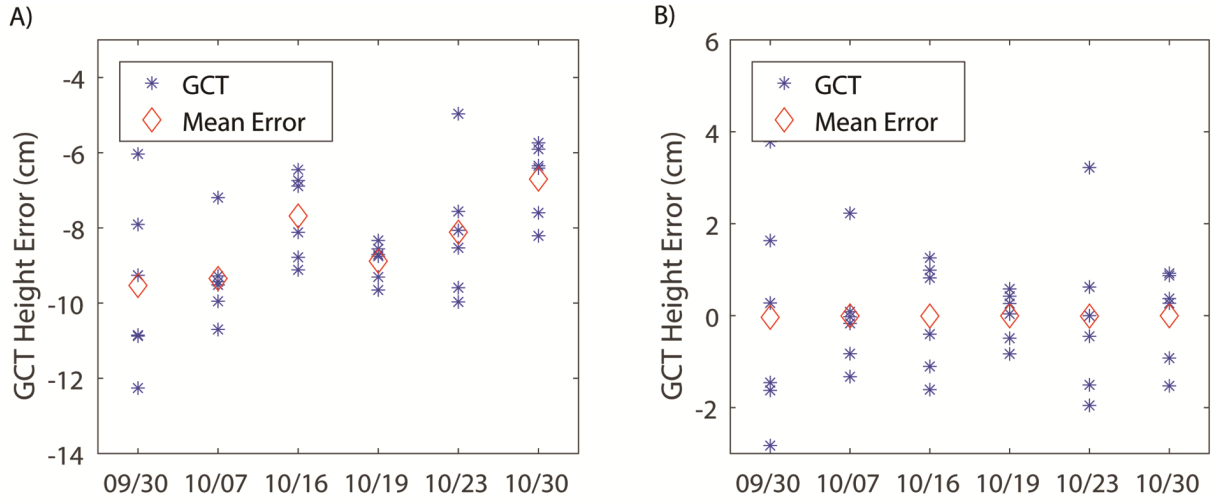 A)
GCT Height Error (cm)
-4
-6
-8
-10
-12
-14
GCT
Mean Error
09/30 10/07 10/16 10/19 10/23 10/30
B)
GCT Height Error (cm)
6
4
2
0
-2
GCT
Mean Error
09/30 10/07 10/16 10/19 10/23 10/30